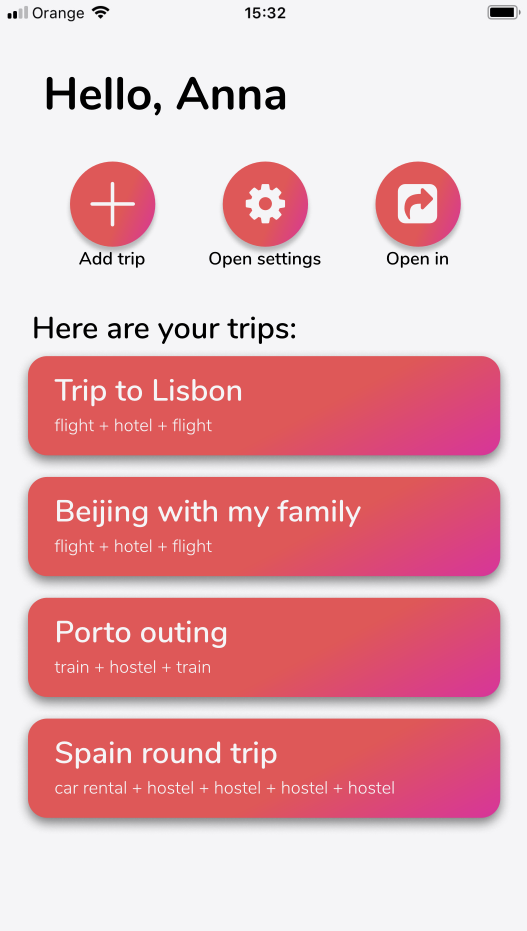 Orange 15:32
Hello, Anna
Add trip Open settings Open in
Here are your trips:
Trip to Lisbon
flight + hotel + flight
Beijing with my family
flight + hotel + flight
Porto outing
train + hostel + train
Spain round trip
car rental + hostel + hostel + hostel + hostel